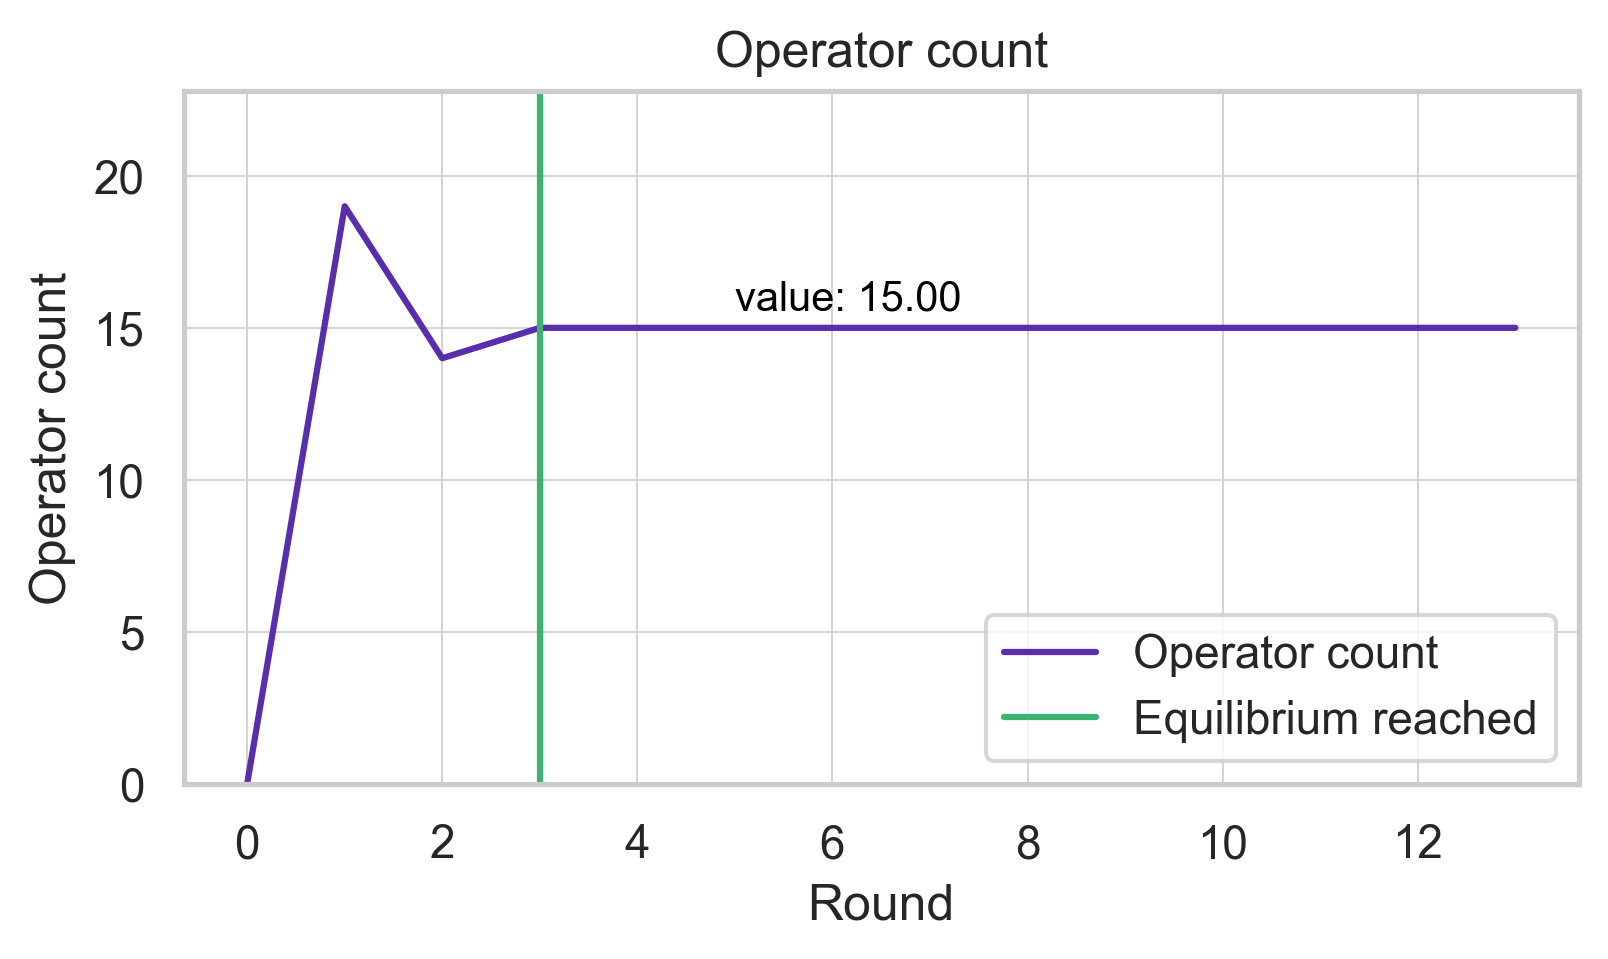 Operator count
Operator count
20
15
10
5
0
value: 15.00
Operator count
Equilibrium reached
0 2 4 6 8 10 12
Round